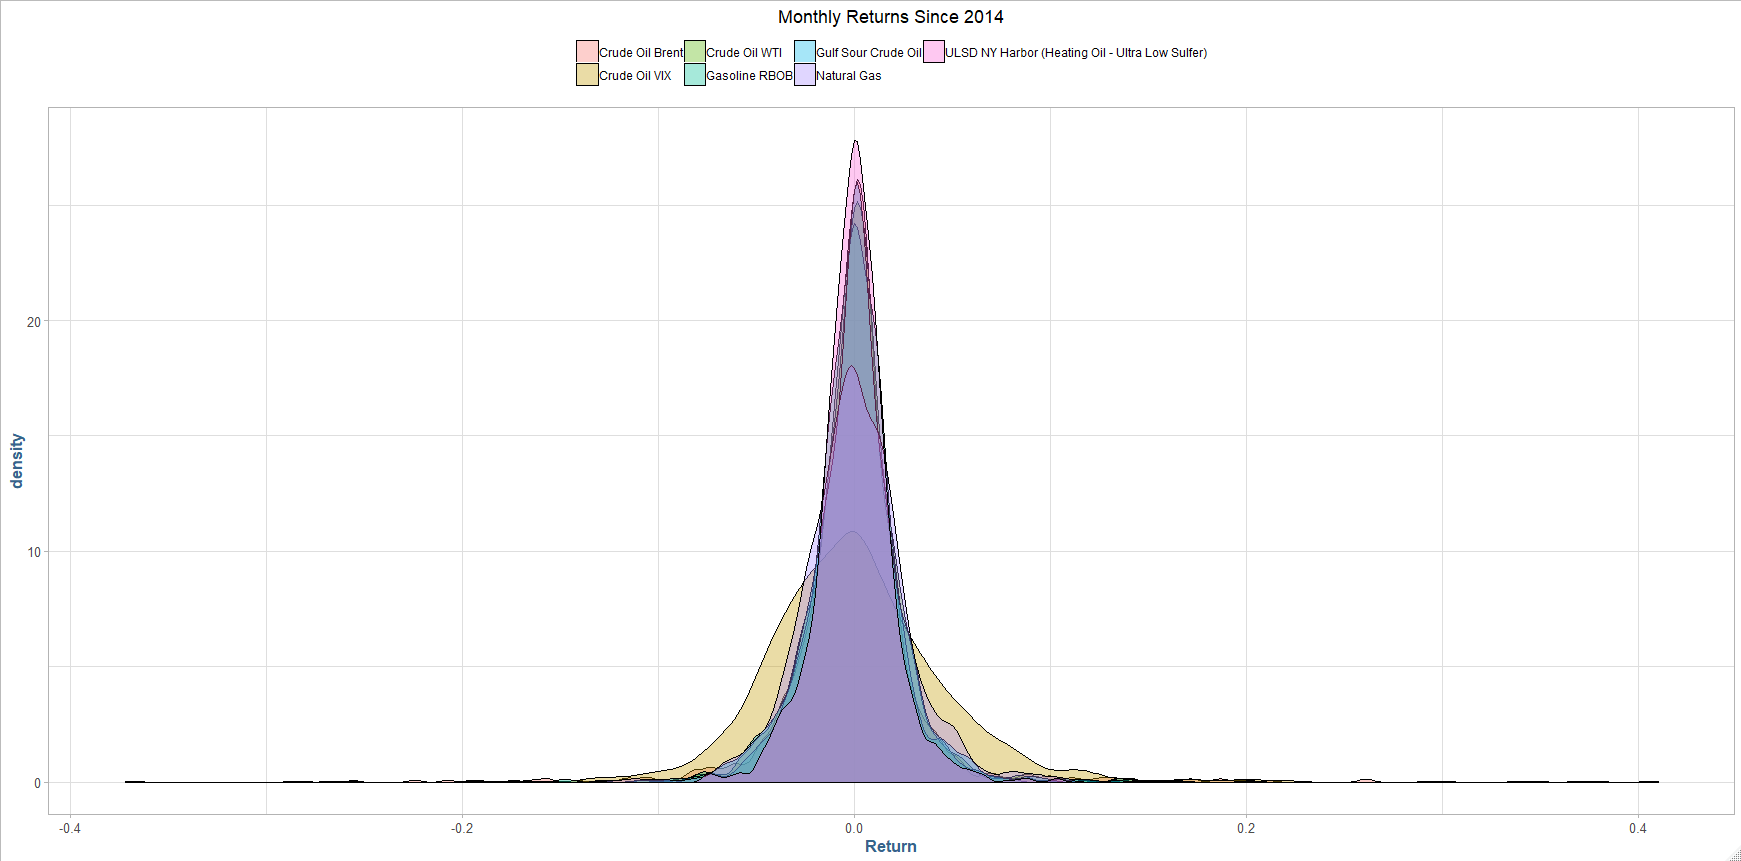 Monthly Returns Since 2014
Crude Oil Brent Crude Oil WTI Gulf Sour Crude Oil ULSD NY Harbor (Heating Oil - Ultra Low Sulfer)
Crude Oil VIX Gasoline RBOB Natural Gas
density
20
10
0
-0.4 -0.2 0.0 0.2 0.4
Return